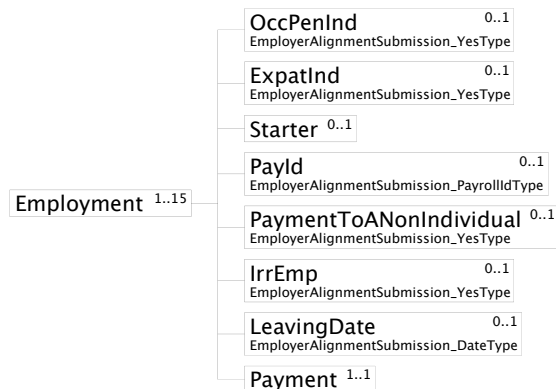 OccPenInd 0..1
EmployerAlignmentSubmission_YesType
ExpatInd 0..1
EmployerAlignmentSubmission_YesType
Starter 0..1
PayId 0..1
EmployerAlignmentSubmission_PayrollIdType
Employment 1..15
PaymentToANonIndividual 0..1
EmployerAlignmentSubmission_YesType
IrrEmp 0..1
EmployerAlignmentSubmission_YesType
LeavingDate 0..1
EmployerAlignmentSubmission_DateType
Payment 1..1